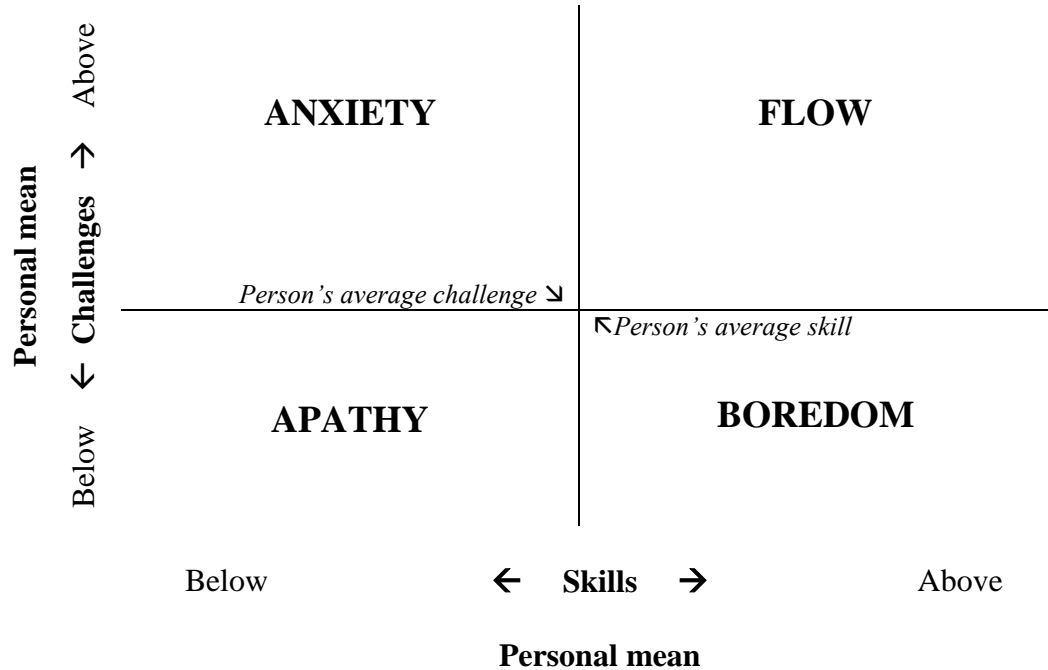 Above
ANXIETY
FLOW
Personal mean
← Challenges →
Person’s average challenge ↘
↖Person’s average skill
APATHY
BOREDOM
Below
Below
← Skills →
Above
Personal mean